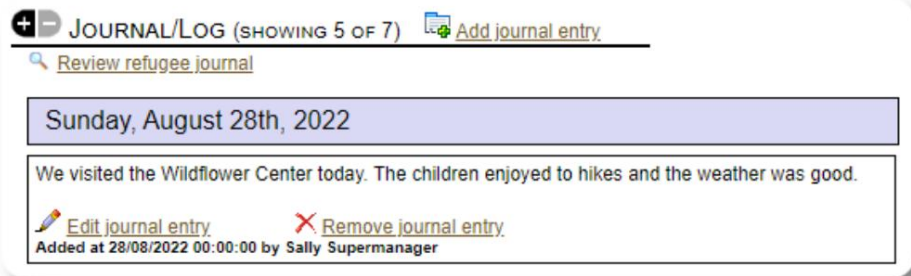 JOURNAL/LOG (SHOWING 5 OF 7) Add journal entry
Review refugee journal
Sunday, August 28th, 2022
We visited the Wildflower Center today. The children enjoyed to hikes and the weather was good.
Edit journal entry Remove journal entry
Added at 28/08/2022 00:00:00 by Sally Supermanager